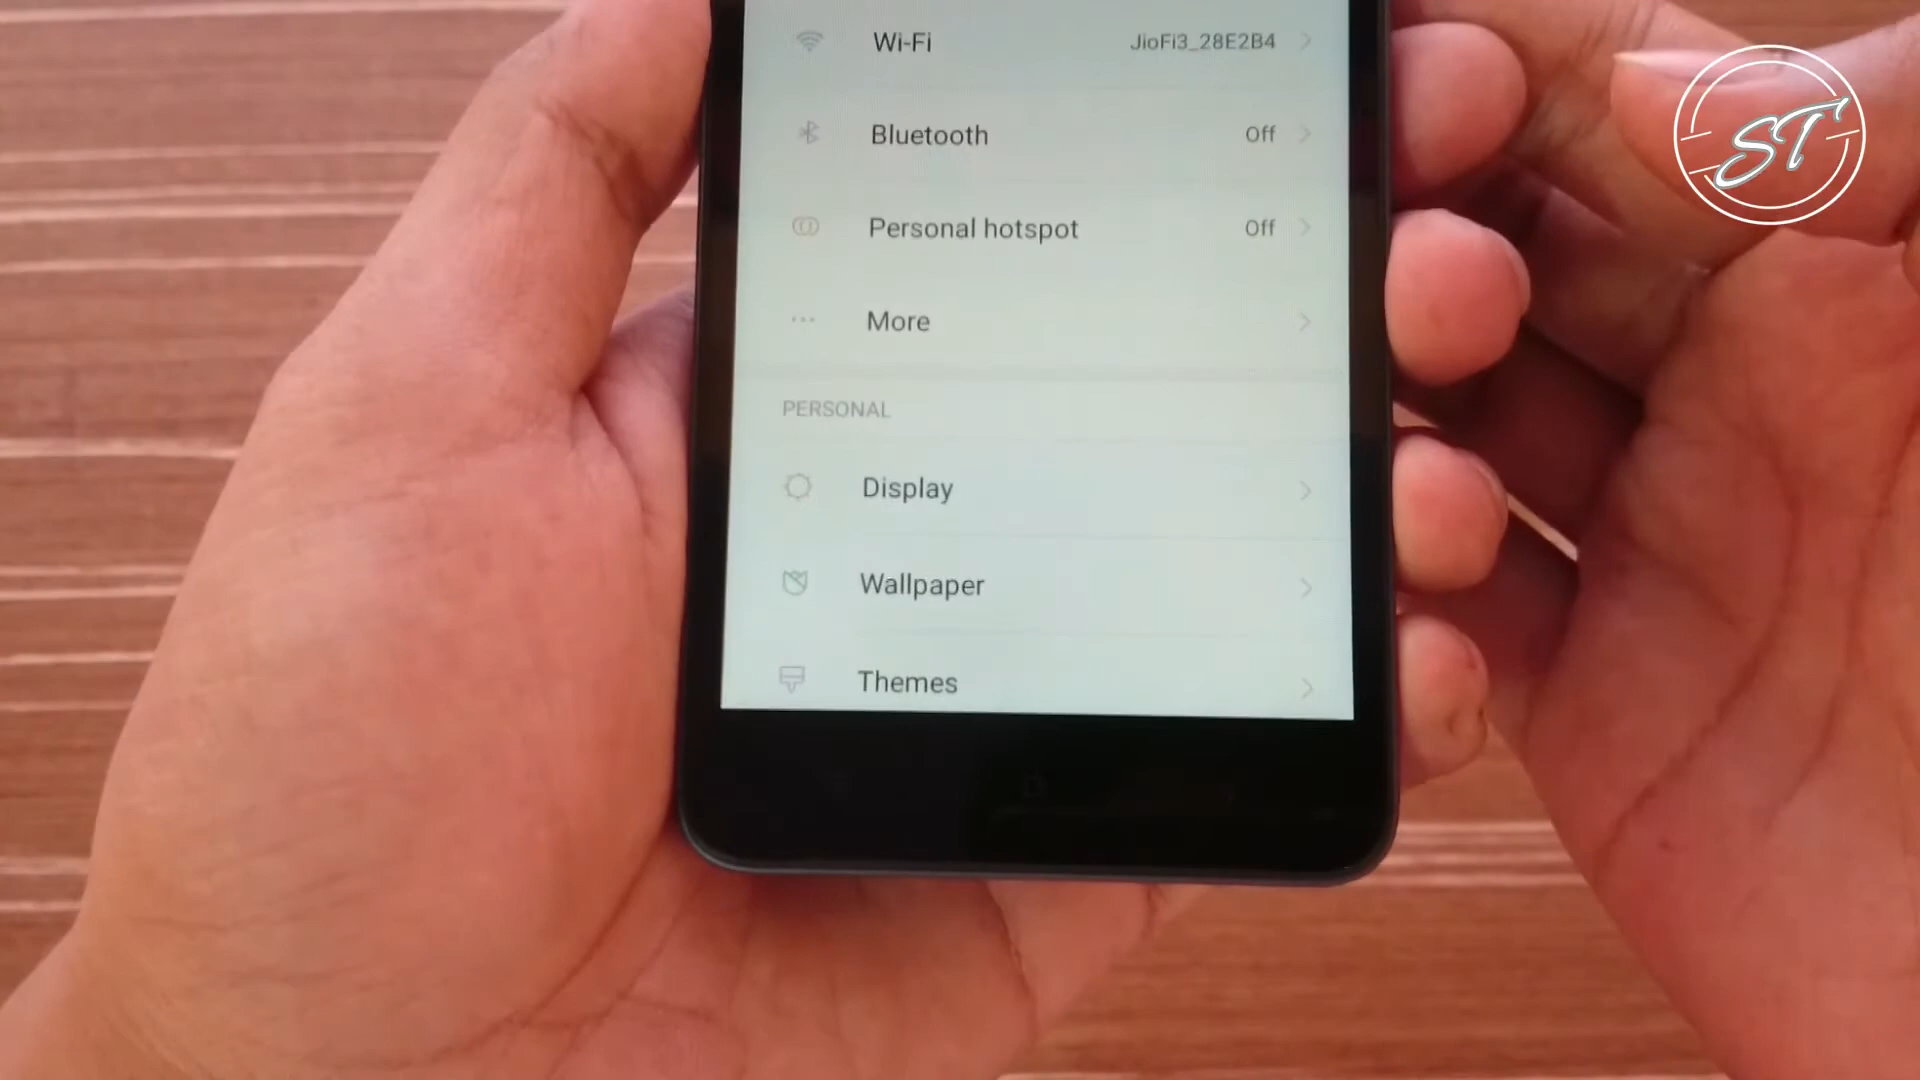 Wi-Fi JioFi3_28E2B4
Bluetooth Off
Personal hotspot Off
More
PERSONAL
Display
Wallpaper
Themes
ST